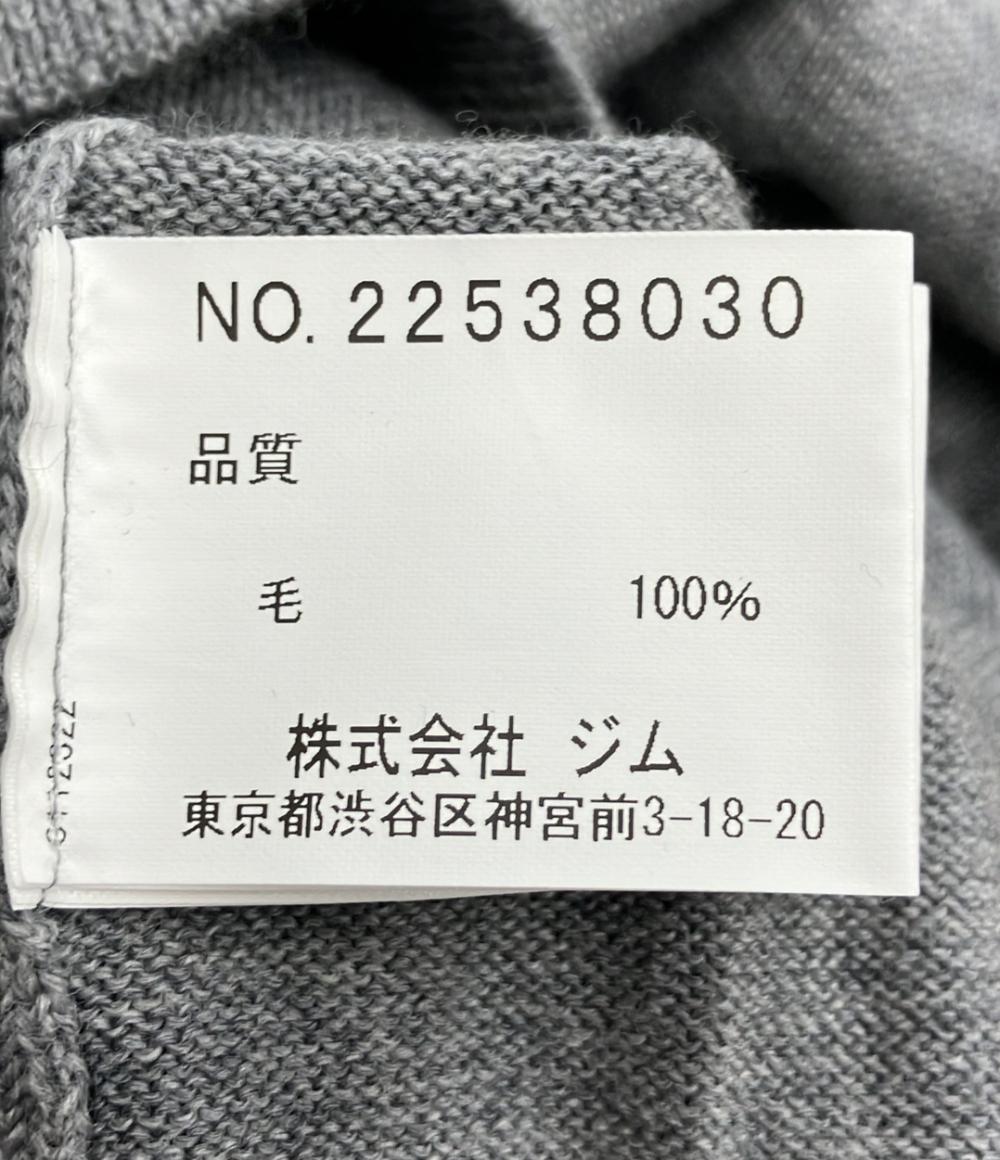 NO. 22538030
品質
毛 100%
株式会社 ジム
東京都渋谷区神宮前3-18-20